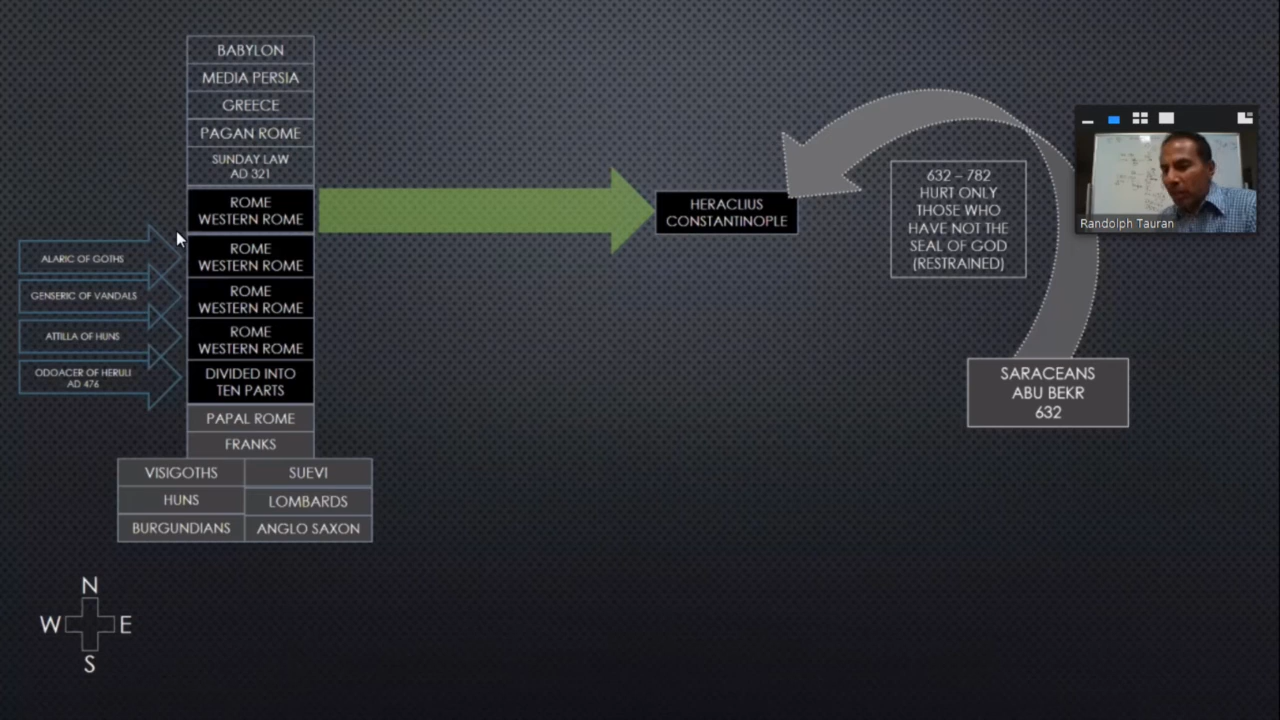 BABYLON
MEDIA PERSIA
GREECE
PAGAN ROME
SUNDAY LAW
AD 321
ROME
WESTERN ROME
ROME
WESTERN ROME
ROME
WESTERN ROME
ROME
WESTERN ROME
DIVIDED INTO
TEN PARTS
PAPAL ROME
FRANKS
VISIGOTHS
SUEVI
HUNS
LOMBARDS
BURGUNDIANS
ANGLO SAXON
ALARIC OF GOTHS
GENSERIC OF VANDALS
ATTILLA OF HUNS
ODOACER OF HERULI
AD 476
HERACLIUS
CONSTANTINOPLE
632 – 782
HURT ONLY
THOSE WHO
HAVE NOT THE
SEAL OF GOD
(RESTRAINED)
SARACEANS
ABU BEKR
632
Randolph Tauran
N
W E
S